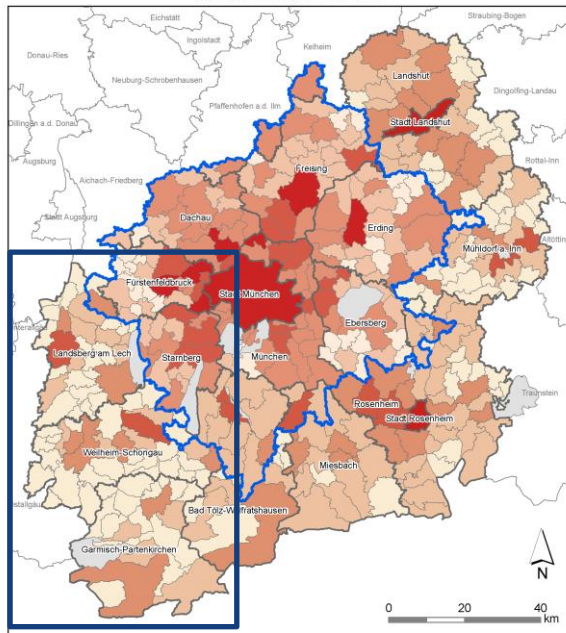 Eichstätt
Straubing-Bogen
Ingolstadt
Kelheim
Donau-Ries
Landshut
Neuburg-Schrobenhausen
Dingolfing-Landau
Pfaffenhofen a.d. Ilm
Dillingen a.d. Donau
Stadt Landshut
Augsburg
Rottal-Inn
Aichach-Friedberg
Freising
Stadt Augsburg
Dachau
Erding
Mühldorf a. Inn
Fürstenfeldbruck
Stadt München
Ebersberg
Landsberg am Lech
Starnberg
München
Traunstein
Rosenheim
Stadt Rosenheim
Weilheim-Schongau
Miesbach
Bad Tölz-Wolfratshausen
Garmisch-Partenkirchen
N
0 20 40
km